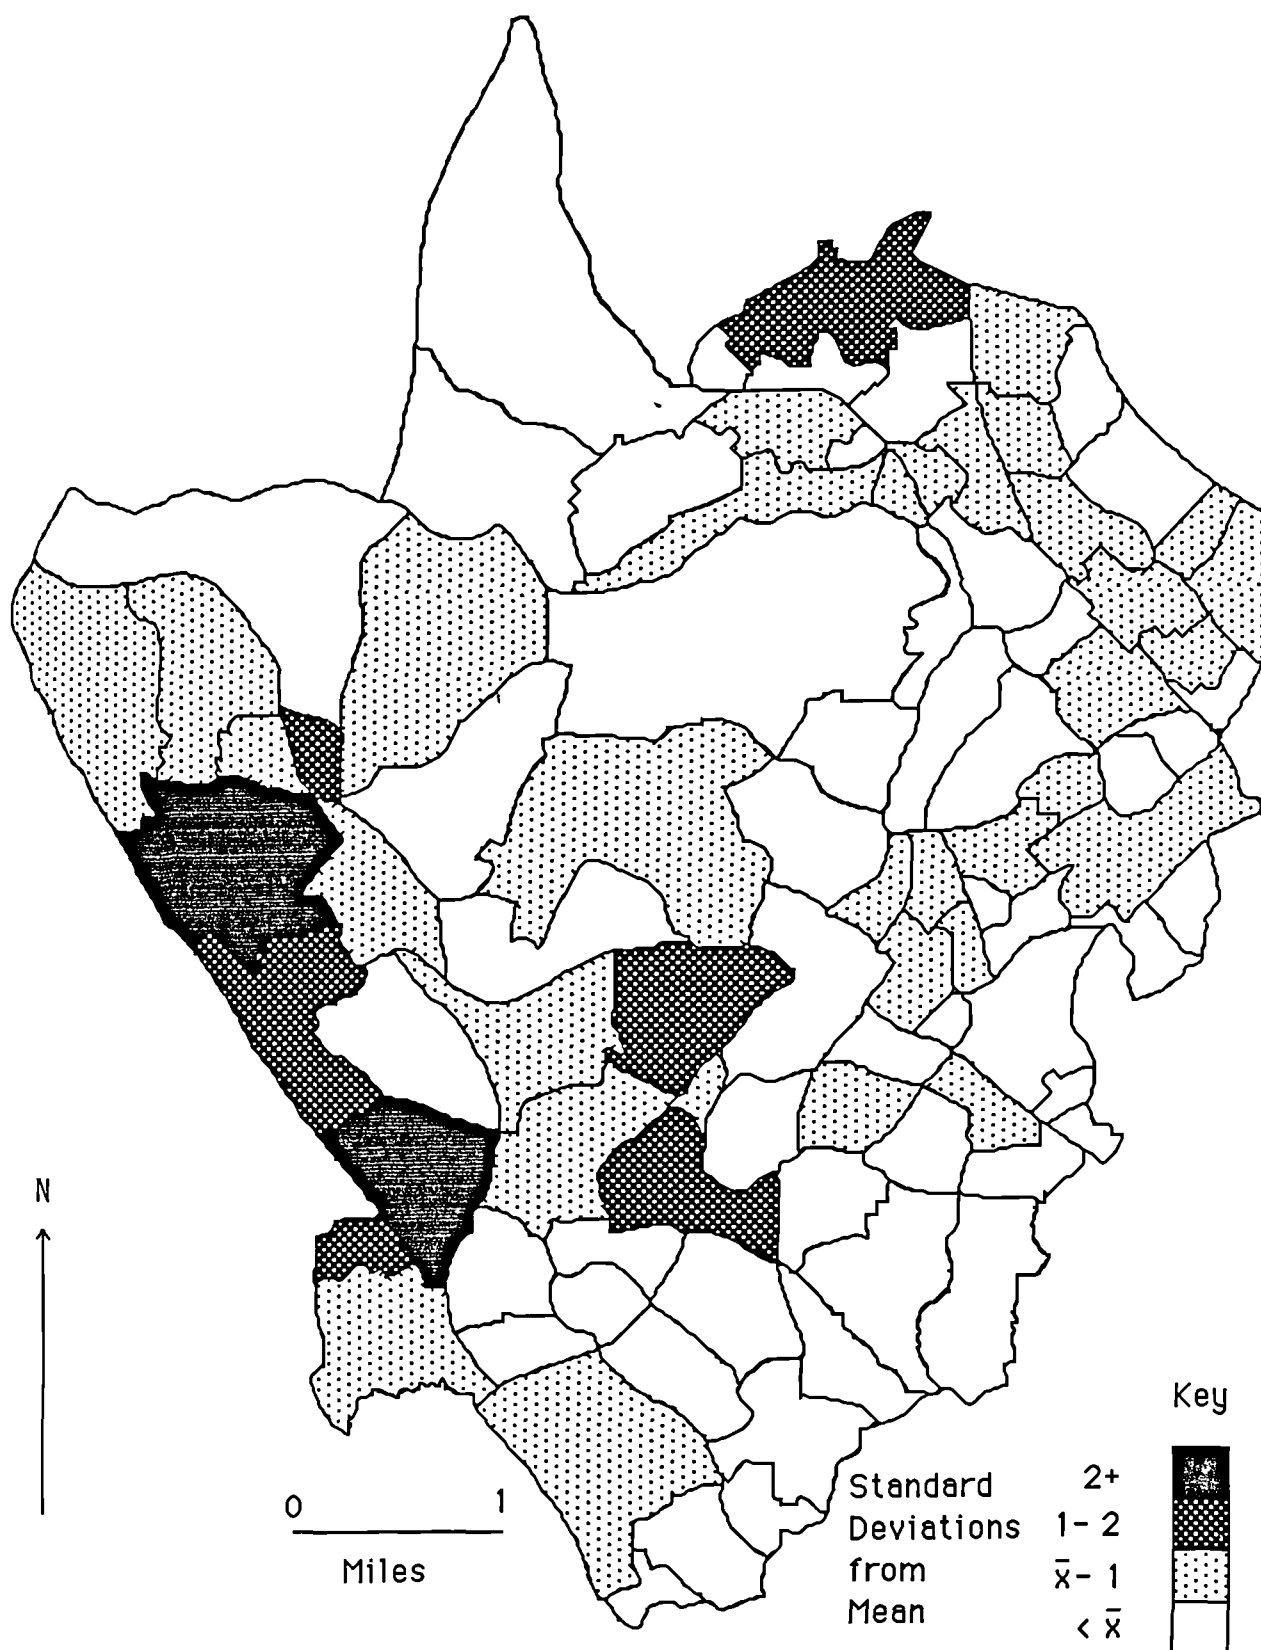 N
0 1
Miles
Key
Standard 2+
Deviations 1-2
from x̄-1
Mean < x̄